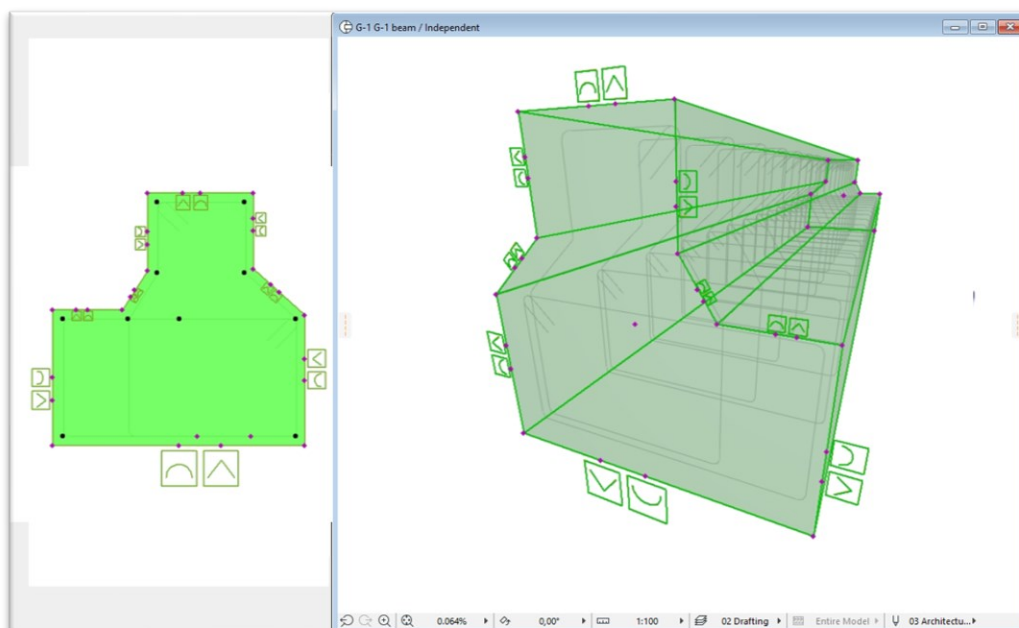 G-1 G-1 beam / Independent
0.064%
0,00°
1:100
02 Drafting
Entire Model
03 Architectu...